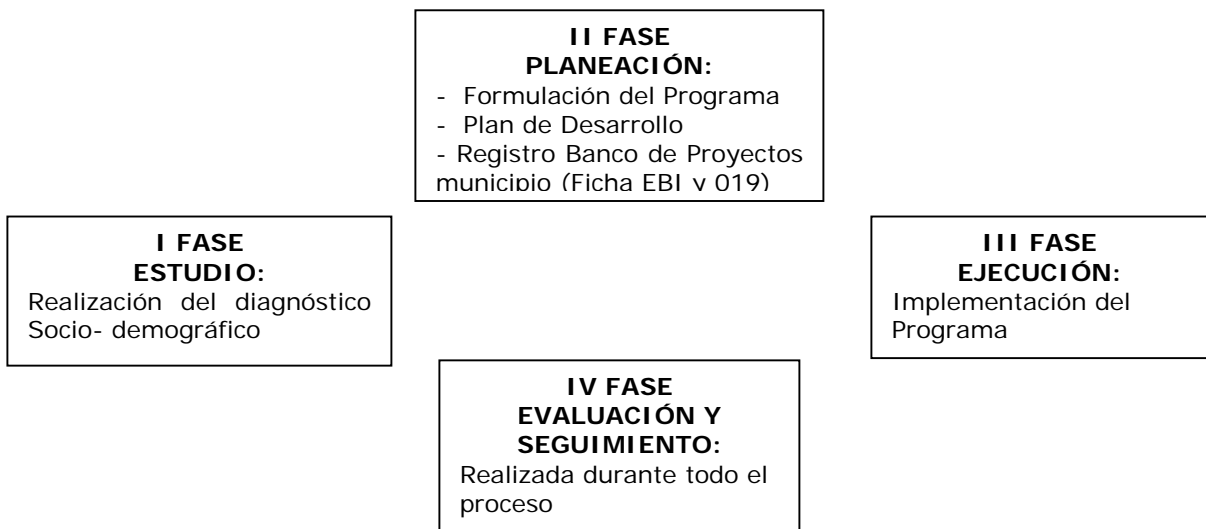 II FASE
PLANEACIÓN:
- Formulación del Programa
- Plan de Desarrollo
- Registro Banco de Proyectos
municipio (Ficha EBI y 019)
I FASE
ESTUDIO:
Realización del diagnóstico
Socio- demográfico
III FASE
EJECUCIÓN:
Implementación del
Programa
IV FASE
EVALUACIÓN Y
SEGUIMIENTO:
Realizada durante todo el
proceso